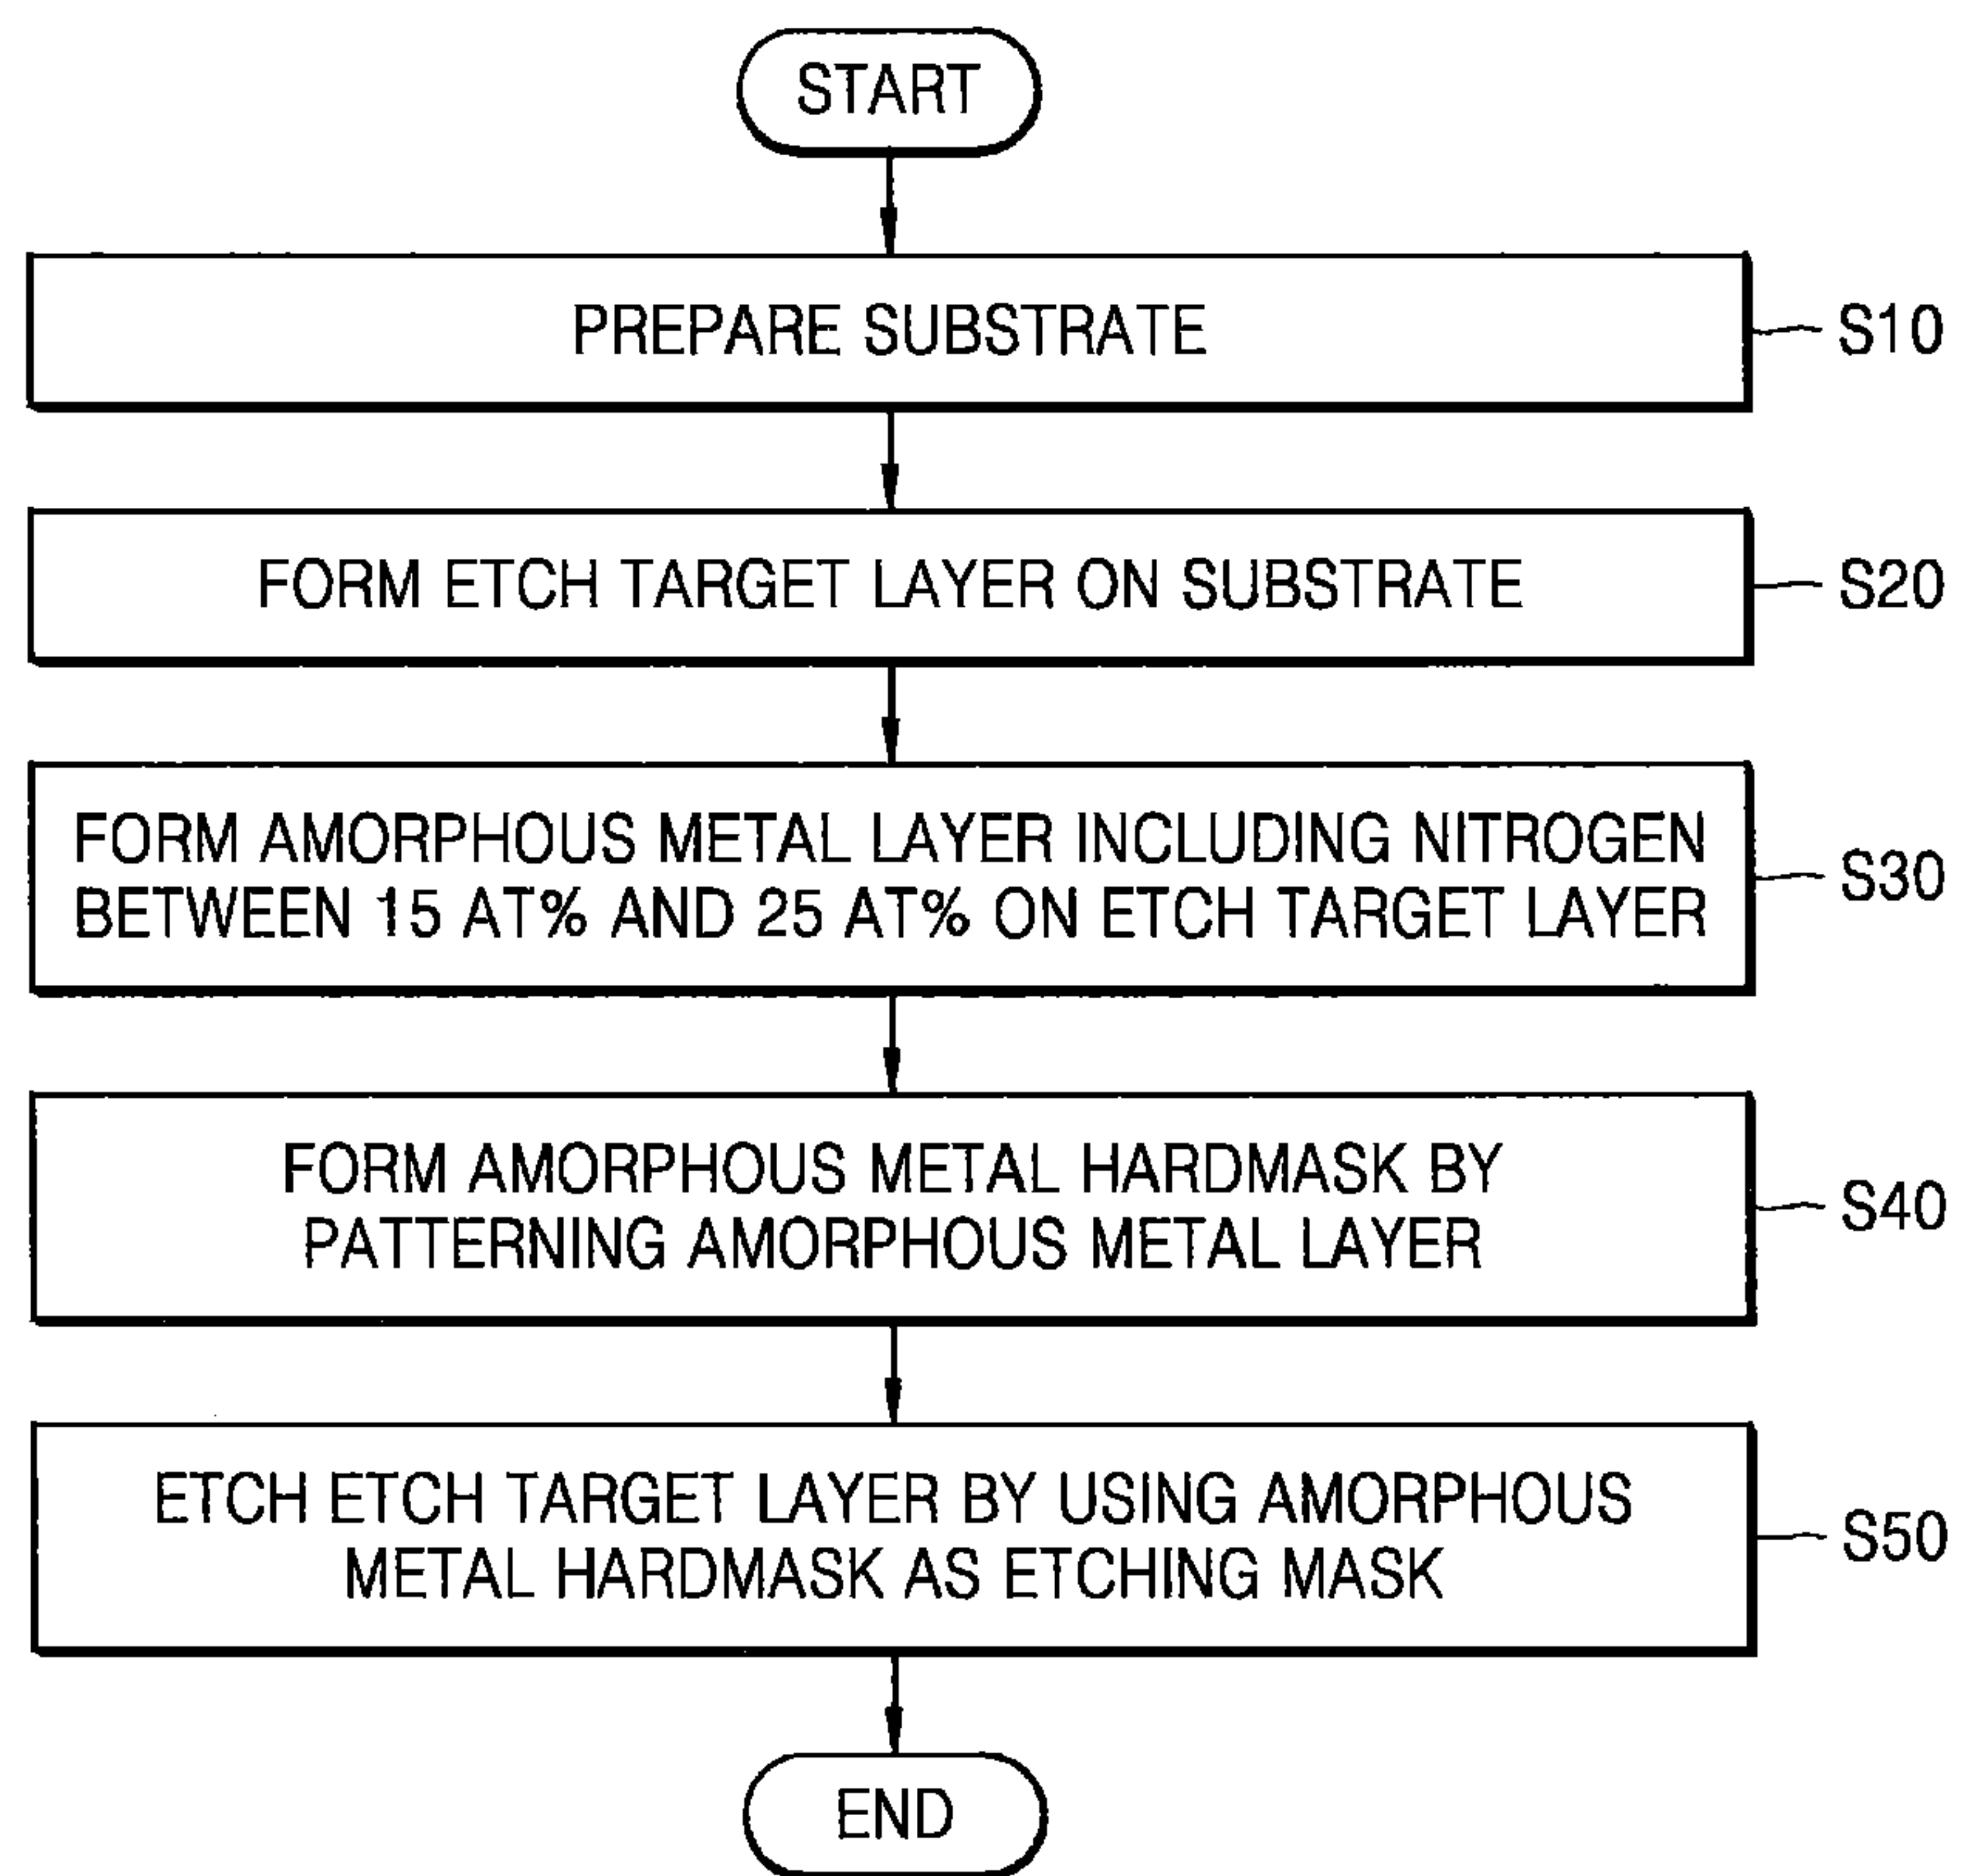 START
PREPARE SUBSTRATE
S10
FORM ETCH TARGET LAYER ON SUBSTRATE
S20
FORM AMORPHOUS METAL LAYER INCLUDING NITROGEN
BETWEEN 15 AT% AND 25 AT% ON ETCH TARGET LAYER
S30
FORM AMORPHOUS METAL HARDMASK BY
PATTERNING AMORPHOUS METAL LAYER
S40
ETCH ETCH TARGET LAYER BY USING AMORPHOUS
METAL HARDMASK AS ETCHING MASK
S50
END